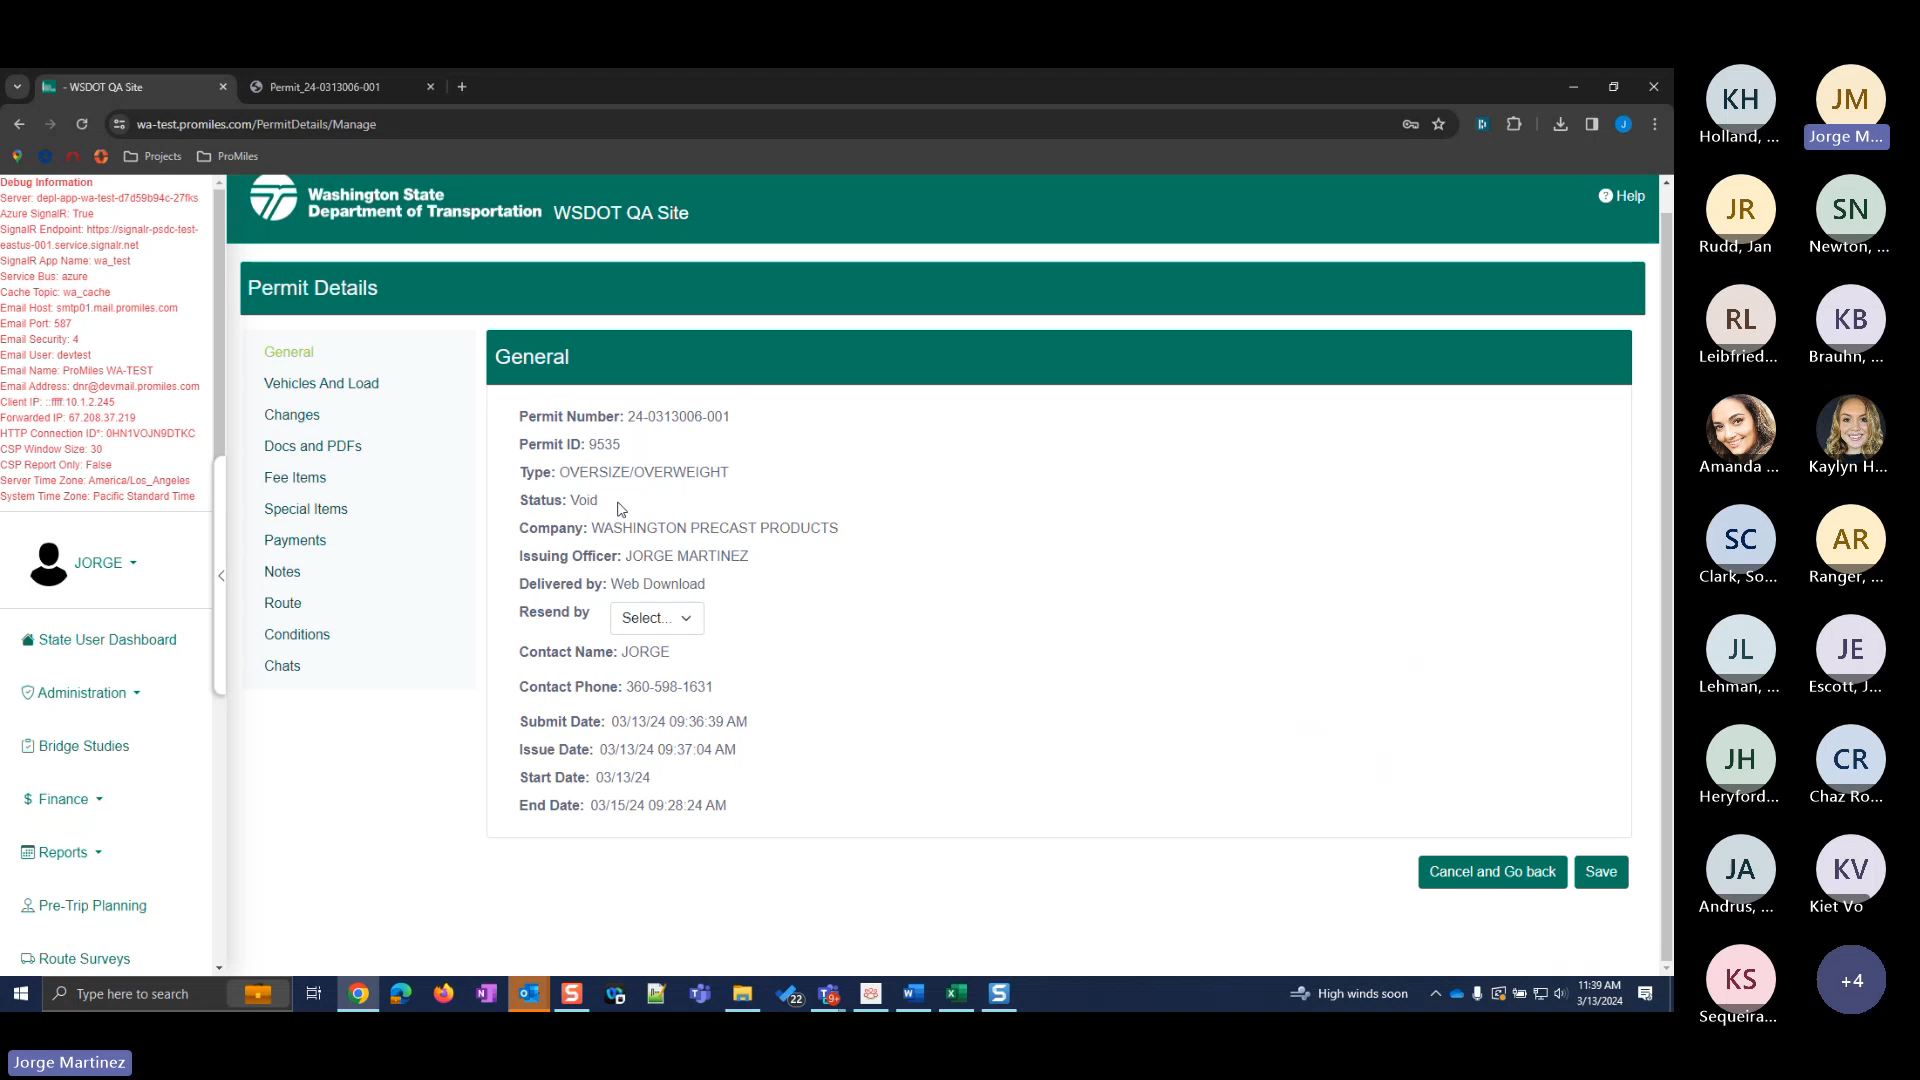 - WSDOT QA Site
Permit_24-0313006-001
wa-test.promiles.com/PermitDetails/Manage
Projects
ProMiles
Debug Information
Server: depl-app-wa-test-d7d59b94c-27fks
Azure SignalR: True
SignalR Endpoint: https://signalr-psdc-test-
eastus-001.service.signalr.net
SignalR App Name: wa_test
Service Bus: azure
Cache Topic: wa_cache
Email Host: smtp01.mail.promiles.com
Email Port: 587
Email Security: 4
Email User: devtest
Email Name: ProMiles WA-TEST
Email Address: dnr@devmail.promiles.com
Client IP: ::ffff:10.1.2.245
Forwarded IP: 67.208.37.219
HTTP Connection ID*: 0HN1VOJN9DTKC
CSP Window Size: 30
CSP Report Only: False
Server Time Zone: America/Los_Angeles
System Time Zone: Pacific Standard Time
JORGE
State User Dashboard
Administration
Bridge Studies
$ Finance
Reports
Pre-Trip Planning
Route Surveys
Washington State
Department of Transportation
WSDOT QA Site
Help
Permit Details
General
Vehicles And Load
Changes
Docs and PDFs
Fee Items
Special Items
Payments
Notes
Route
Conditions
Chats
General
Permit Number: 24-0313006-001
Permit ID: 9535
Type: OVERSIZE/OVERWEIGHT
Status: Void
Company: WASHINGTON PRECAST PRODUCTS
Issuing Officer: JORGE MARTINEZ
Delivered by: Web Download
Resend by
Select...
Contact Name: JORGE
Contact Phone: 360-598-1631
Submit Date: 03/13/24 09:36:39 AM
Issue Date: 03/13/24 09:37:04 AM
Start Date: 03/13/24
End Date: 03/15/24 09:28:24 AM
Cancel and Go back
Save
Type here to search
22
9+
High winds soon
11:39 AM
3/13/2024
KH
Holland, ...
JM
Jorge M...
JR
Rudd, Jan
SN
Newton, ...
RL
Leibfried...
KB
Brauhn, ...
Amanda ...
Kaylyn H...
SC
Clark, So...
AR
Ranger, ...
JL
Lehman, ...
JE
Escott, J...
JH
Heryford...
CR
Chaz Ro...
JA
Andrus, ...
KV
Kiet Vo
KS
Sequeira...
+4
Jorge Martinez